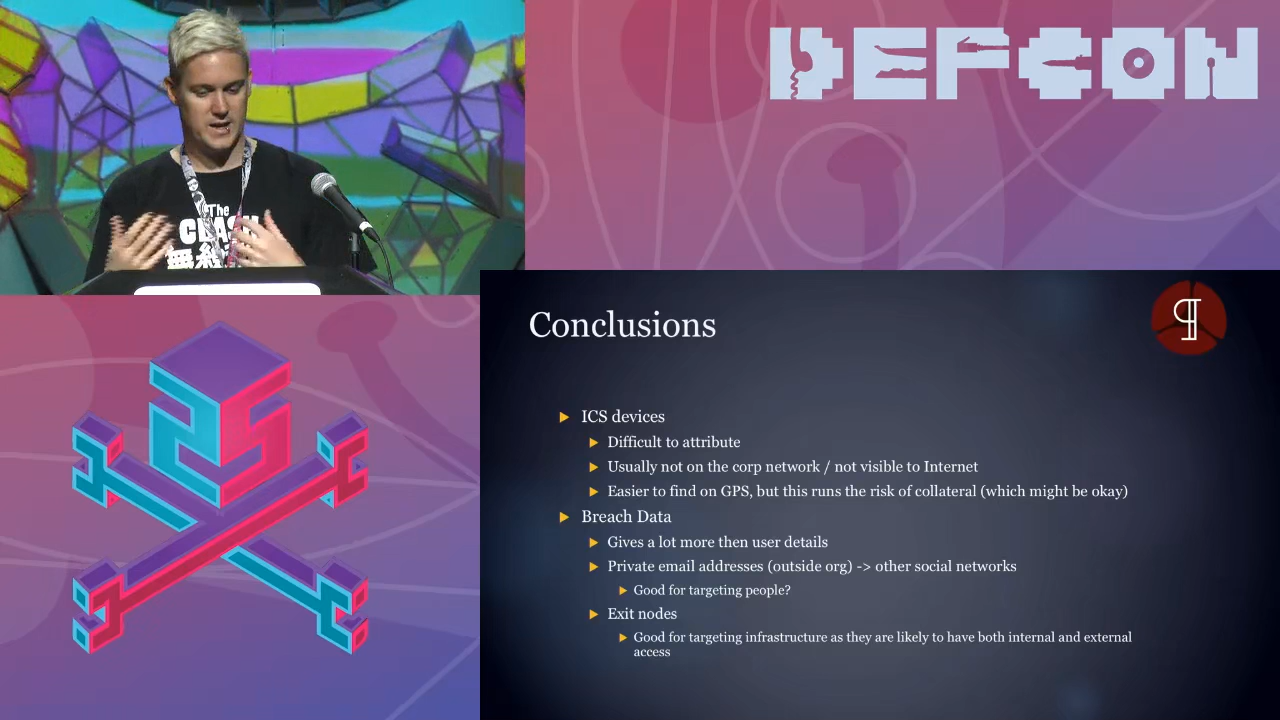 DEFCON
The
CLASH
Conclusions
¶
ICS devices
Difficult to attribute
Usually not on the corp network / not visible to Internet
Easier to find on GPS, but this runs the risk of collateral (which might be okay)
Breach Data
Gives a lot more then user details
Private email addresses (outside org) -> other social networks
Good for targeting people?
Exit nodes
Good for targeting infrastructure as they are likely to have both internal and external
access